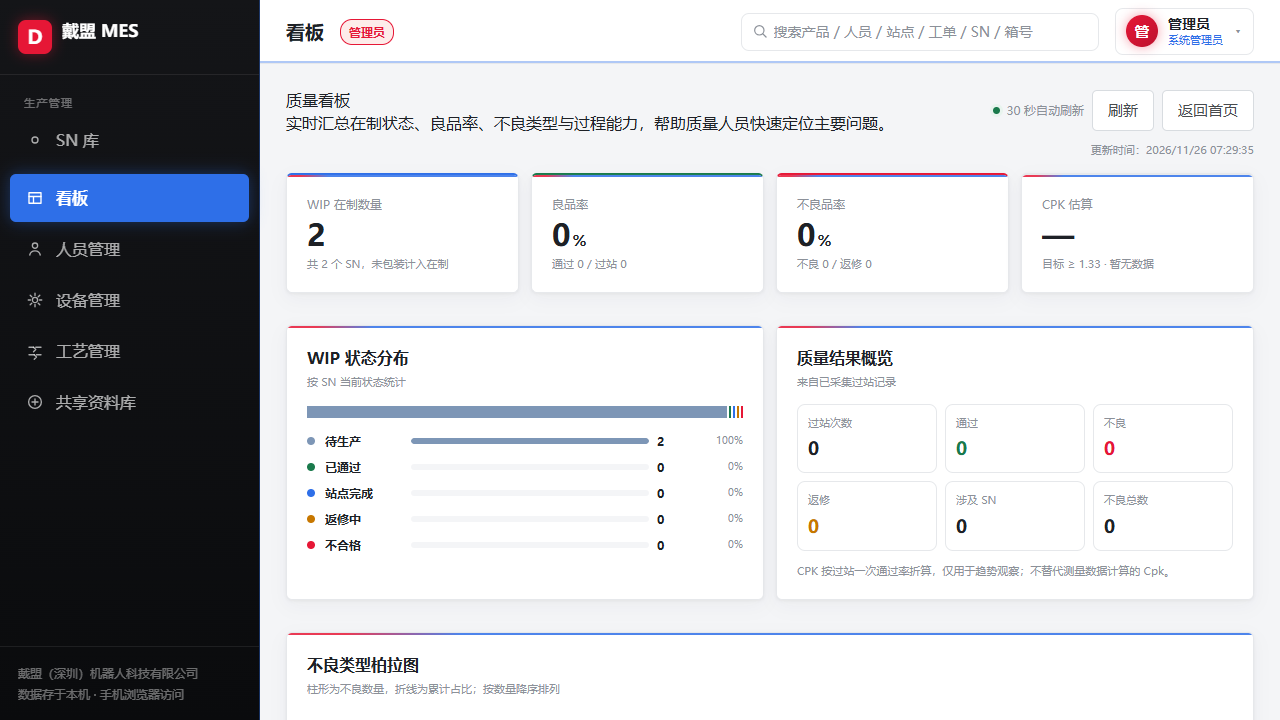 D 戴盟 MES
生产管理
SN 库
看板
人员管理
设备管理
工艺管理
共享资料库
戴盟（深圳）机器人科技有限公司
数据存于本机 · 手机浏览器访问
看板 管理员
搜索产品 / 人员 / 站点 / 工单 / SN / 箱号
管 管理员
系统管理员
质量看板
实时汇总在制状态、良品率、不良类型与过程能力，帮助质量人员快速定位主要问题。
30 秒自动刷新 刷新 返回首页
更新时间：2026/11/26 07:29:35
WIP 在制数量
2
共 2 个 SN，未包装计入在制
良品率
0%
通过 0 / 过站 0
不良品率
0%
不良 0 / 返修 0
CPK 估算
—
目标 ≥ 1.33 · 暂无数据
WIP 状态分布
按 SN 当前状态统计
待生产 2 100%
已通过 0 0%
站点完成 0 0%
返修中 0 0%
不合格 0 0%
质量结果概览
来自已采集过站记录
过站次数
0
通过
0
不良
0
返修
0
涉及 SN
0
不良总数
0
CPK 按过站一次通过率折算，仅用于趋势观察；不替代测量数据计算的 Cpk。
不良类型柏拉图
柱形为不良数量，折线为累计占比；按数量降序排列